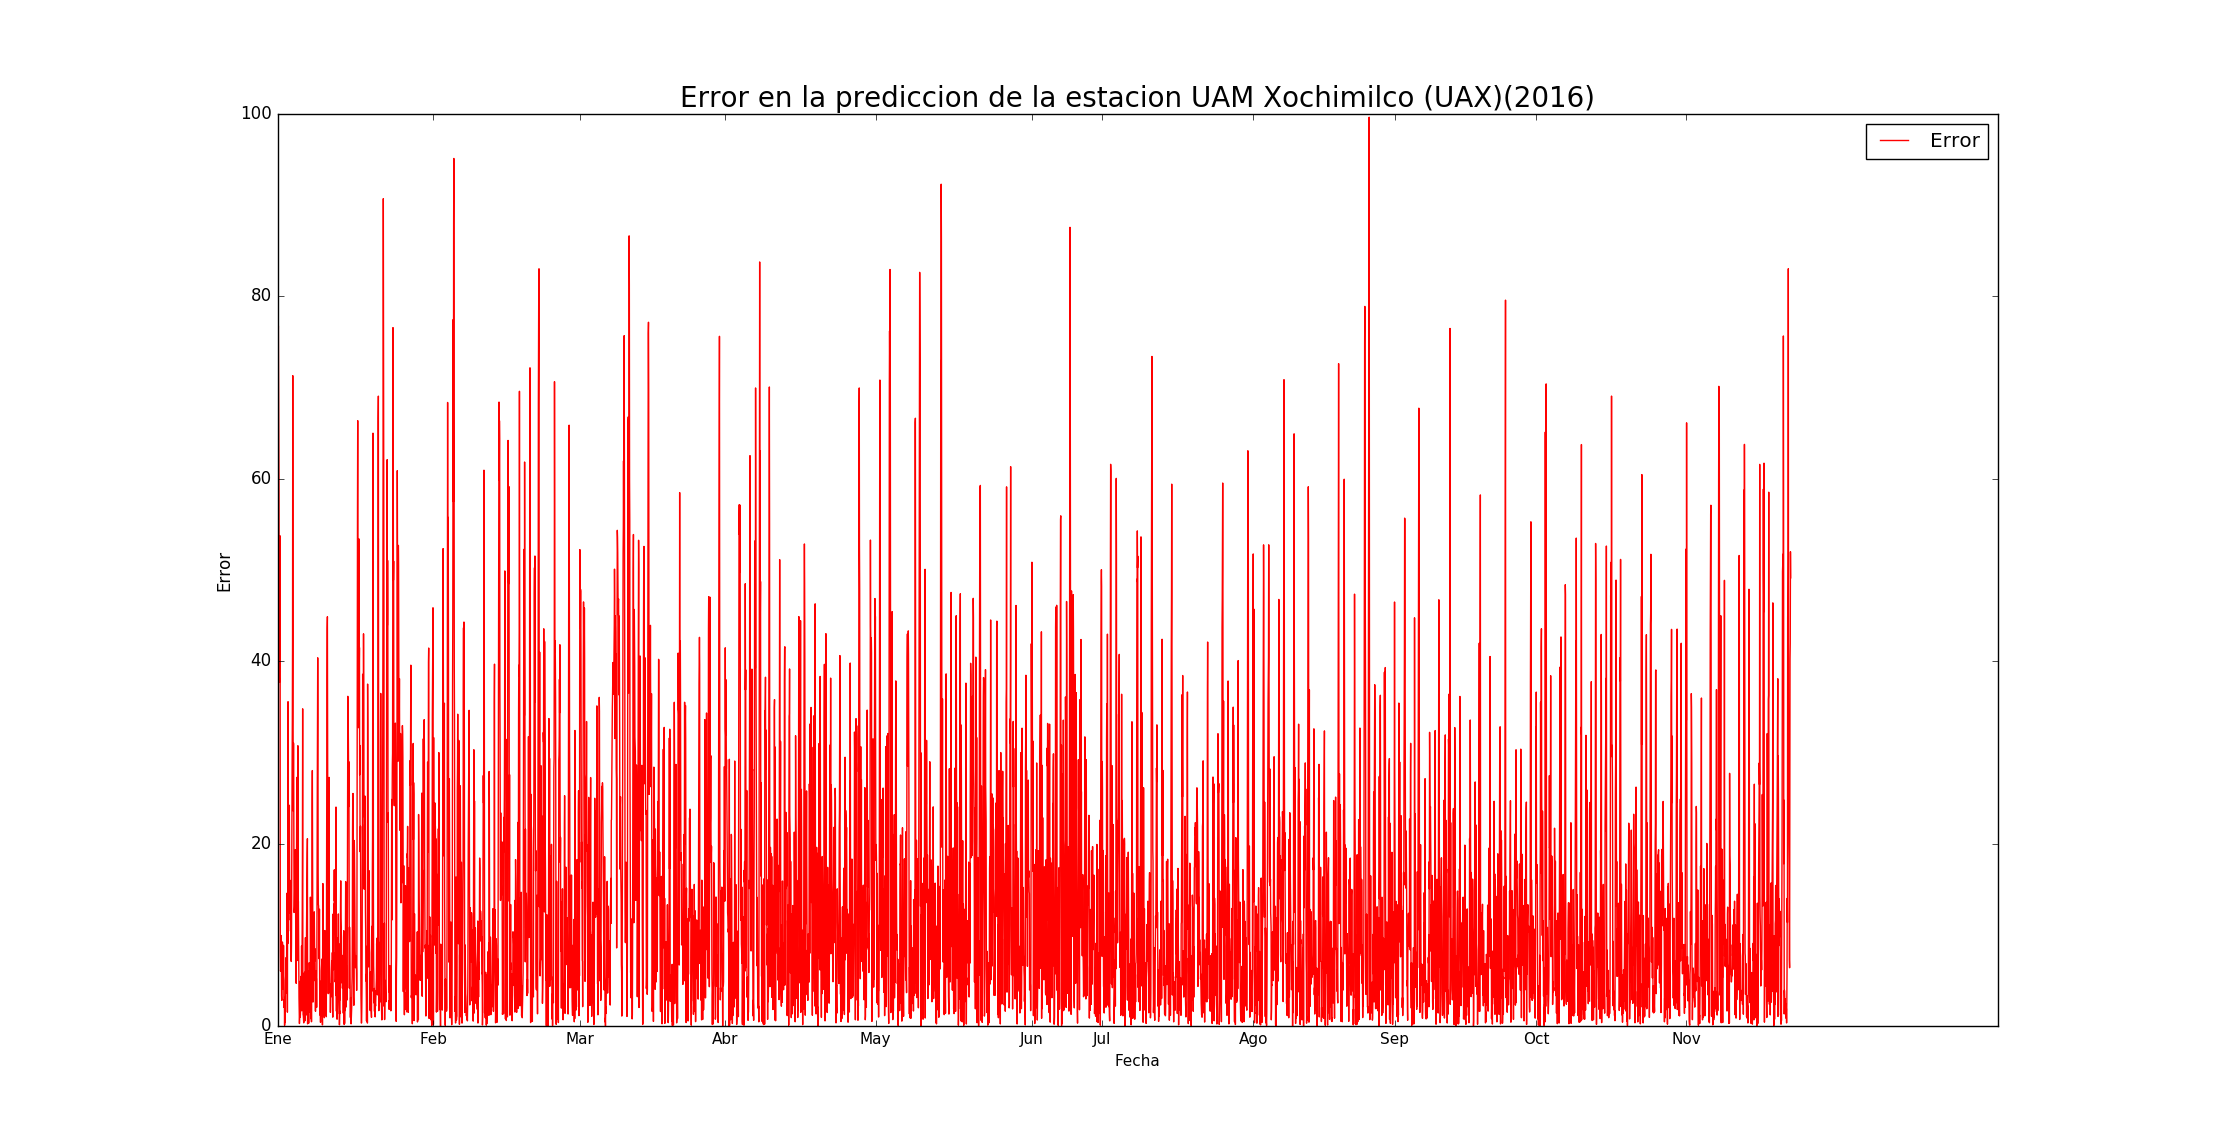 Error en la prediccion de la estacion UAM Xochimilco (UAX)(2016)
Error
100
80
60
40
20
0
Error
Ene Feb Mar Abr May Jun Jul Ago Sep Oct Nov
Fecha